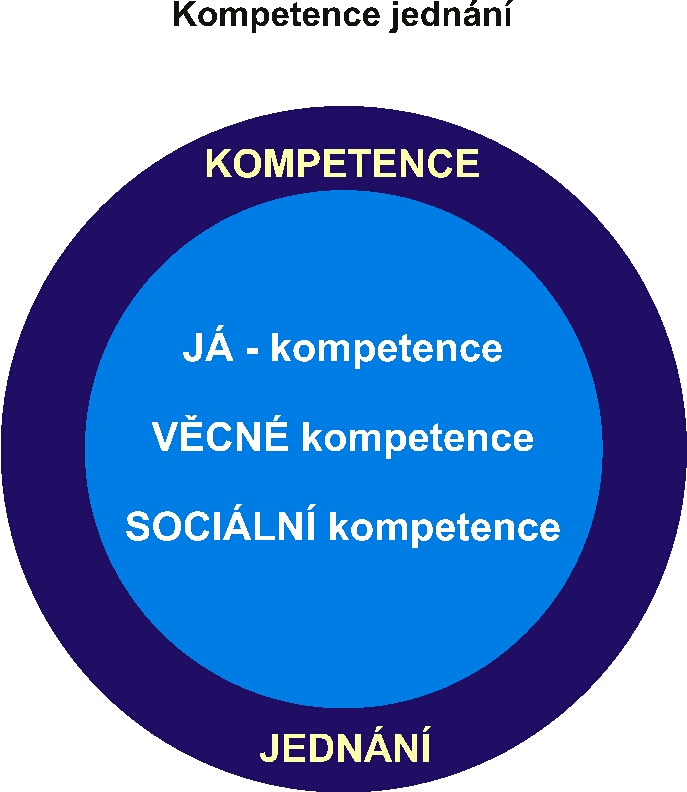 Kompetence jednání
KOMPETENCE
JÁ - kompetence
VĚCNÉ kompetence
SOCIÁLNÍ kompetence
JEDNÁNÍ